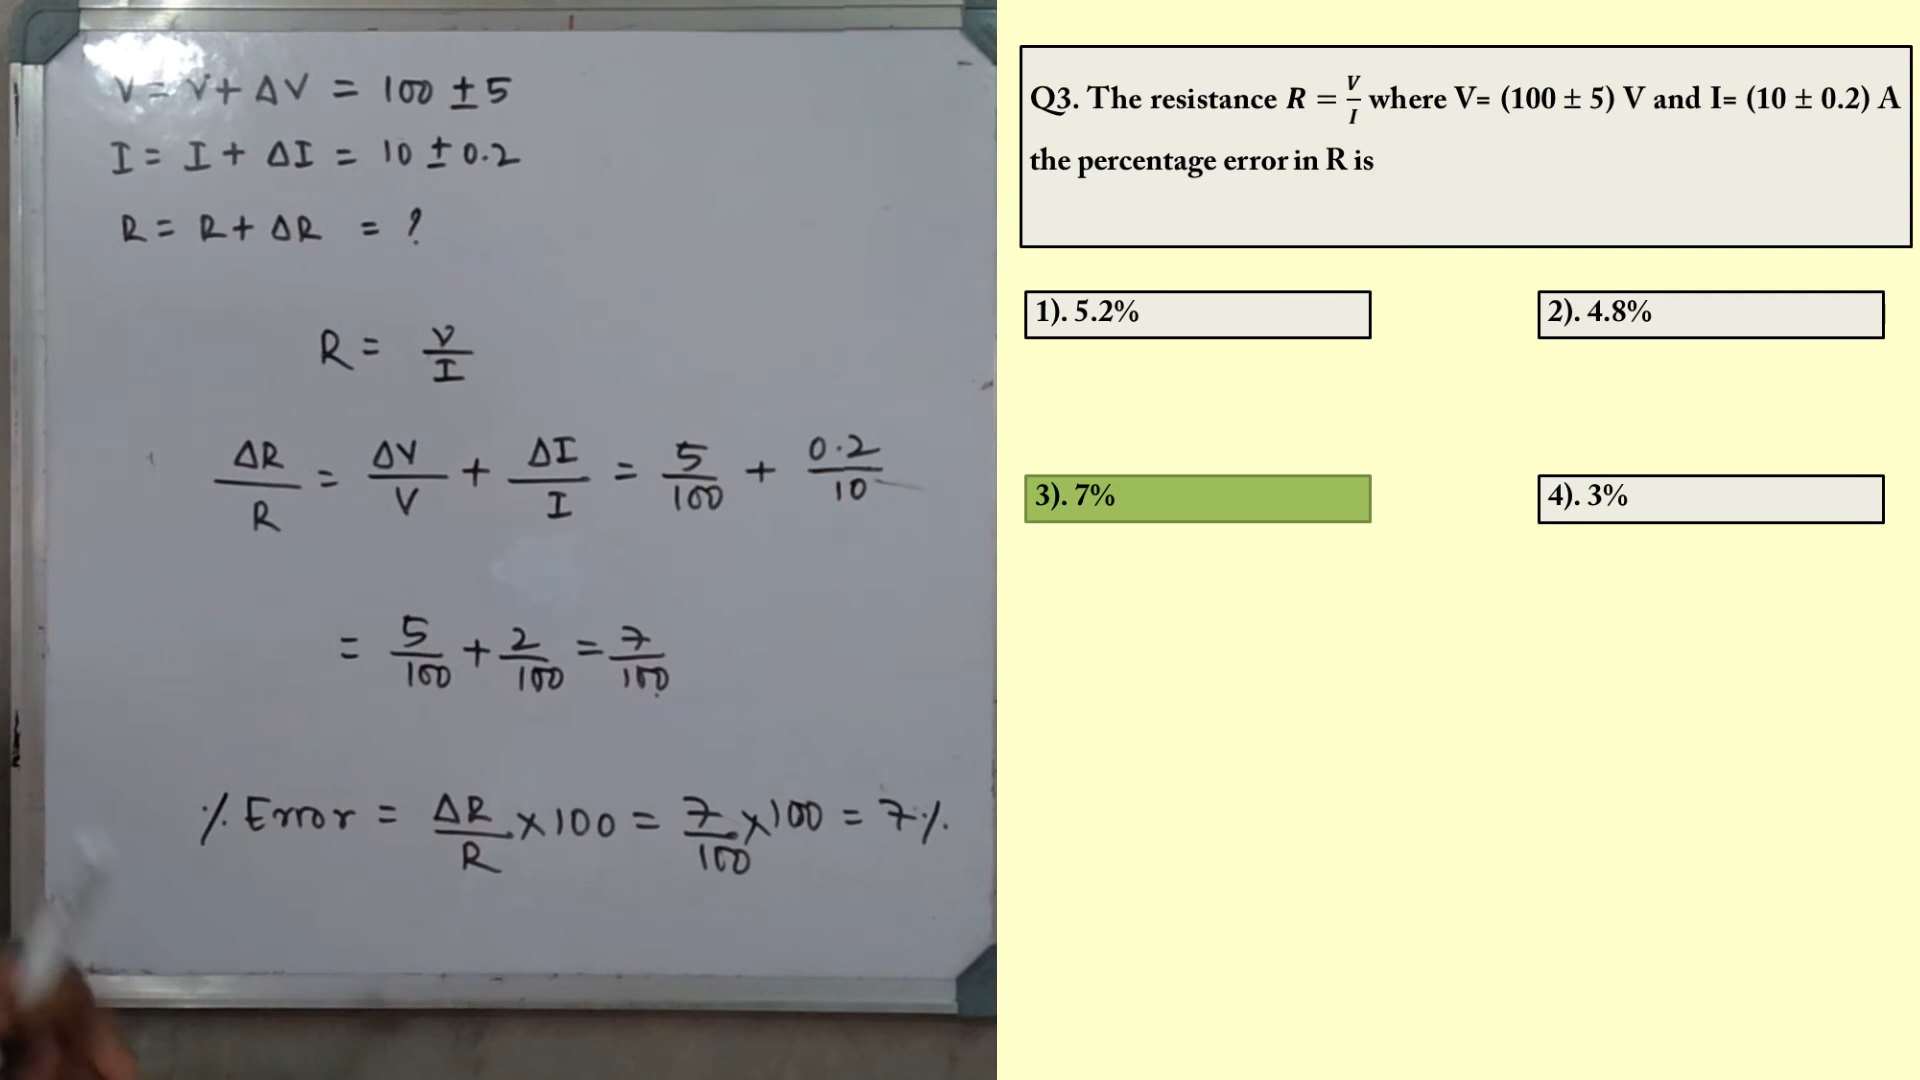 V = V + ΔV = 100 ± 5
I = I + ΔI = 10 ± 0.2
R = R + ΔR = ?
R = V/I
ΔR/R = ΔV/V + ΔI/I = 5/100 + 0.2/10
= 5/100 + 2/100 = 7/100
% Error = ΔR/R × 100 = 7/100 × 100 = 7%
Q3. The resistance R = V/I where V= (100 ± 5) V and I= (10 ± 0.2) A
the percentage error in R is
1). 5.2%
2). 4.8%
3). 7%
4). 3%